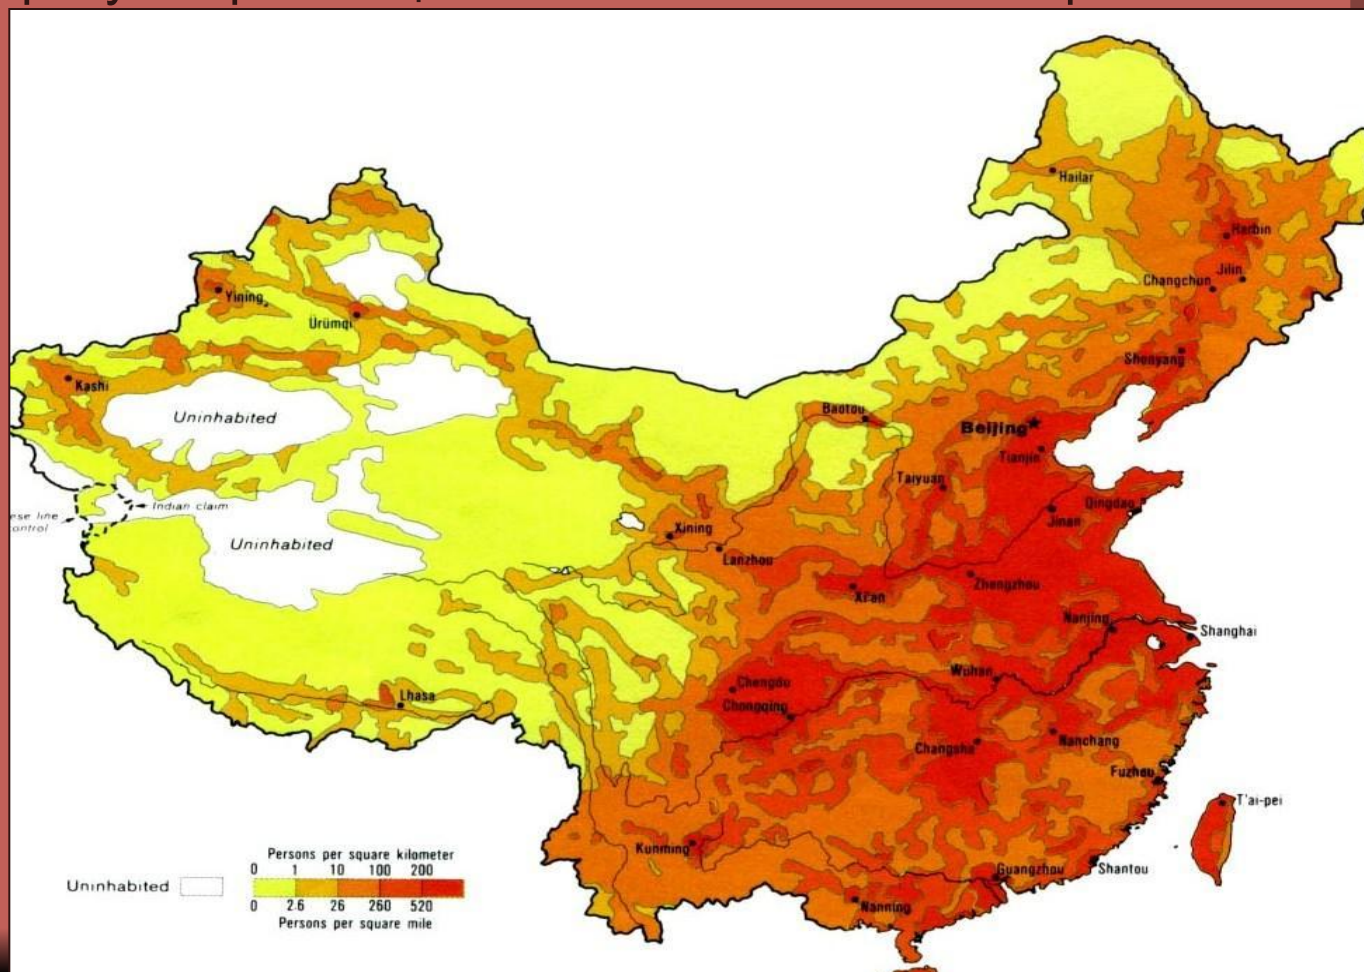 Hailar
Harbin
Jilin
Changchun
Yining
Ürümqi
Shenyang
Kashi
Baotou
Uninhabited
Beijing
Tianjin
Taiyuan
Indian claim
Qingdao
Jinan
Uninhabited
Xining
Lanzhou
Xi'an
Zhengzhou
Nanjing
Shanghai
Wuhan
Chengdu
Lhasa
Chongqing
Changsha
Nanchang
Fuzhou
T'ai-pei
Kunming
Guangzhou
Shantou
Nanning
Persons per square kilometer
0 1 10 100 200
Uninhabited
0 2.6 26 260 520
Persons per square mile